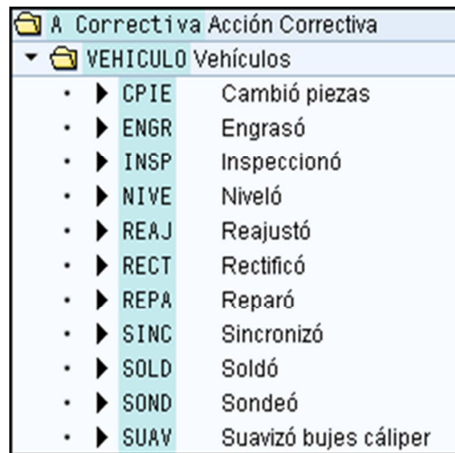 A Correctiva Acción Correctiva
VEHICULO Vehículos
CPIE Cambió piezas
ENGR Engrasó
INSP Inspeccionó
NIVE Niveló
REAJ Reajustó
RECT Rectificó
REPA Reparó
SINC Sincronizó
SOLD Soldó
SOND Sondeó
SUAV Suavizó bujes cáliper